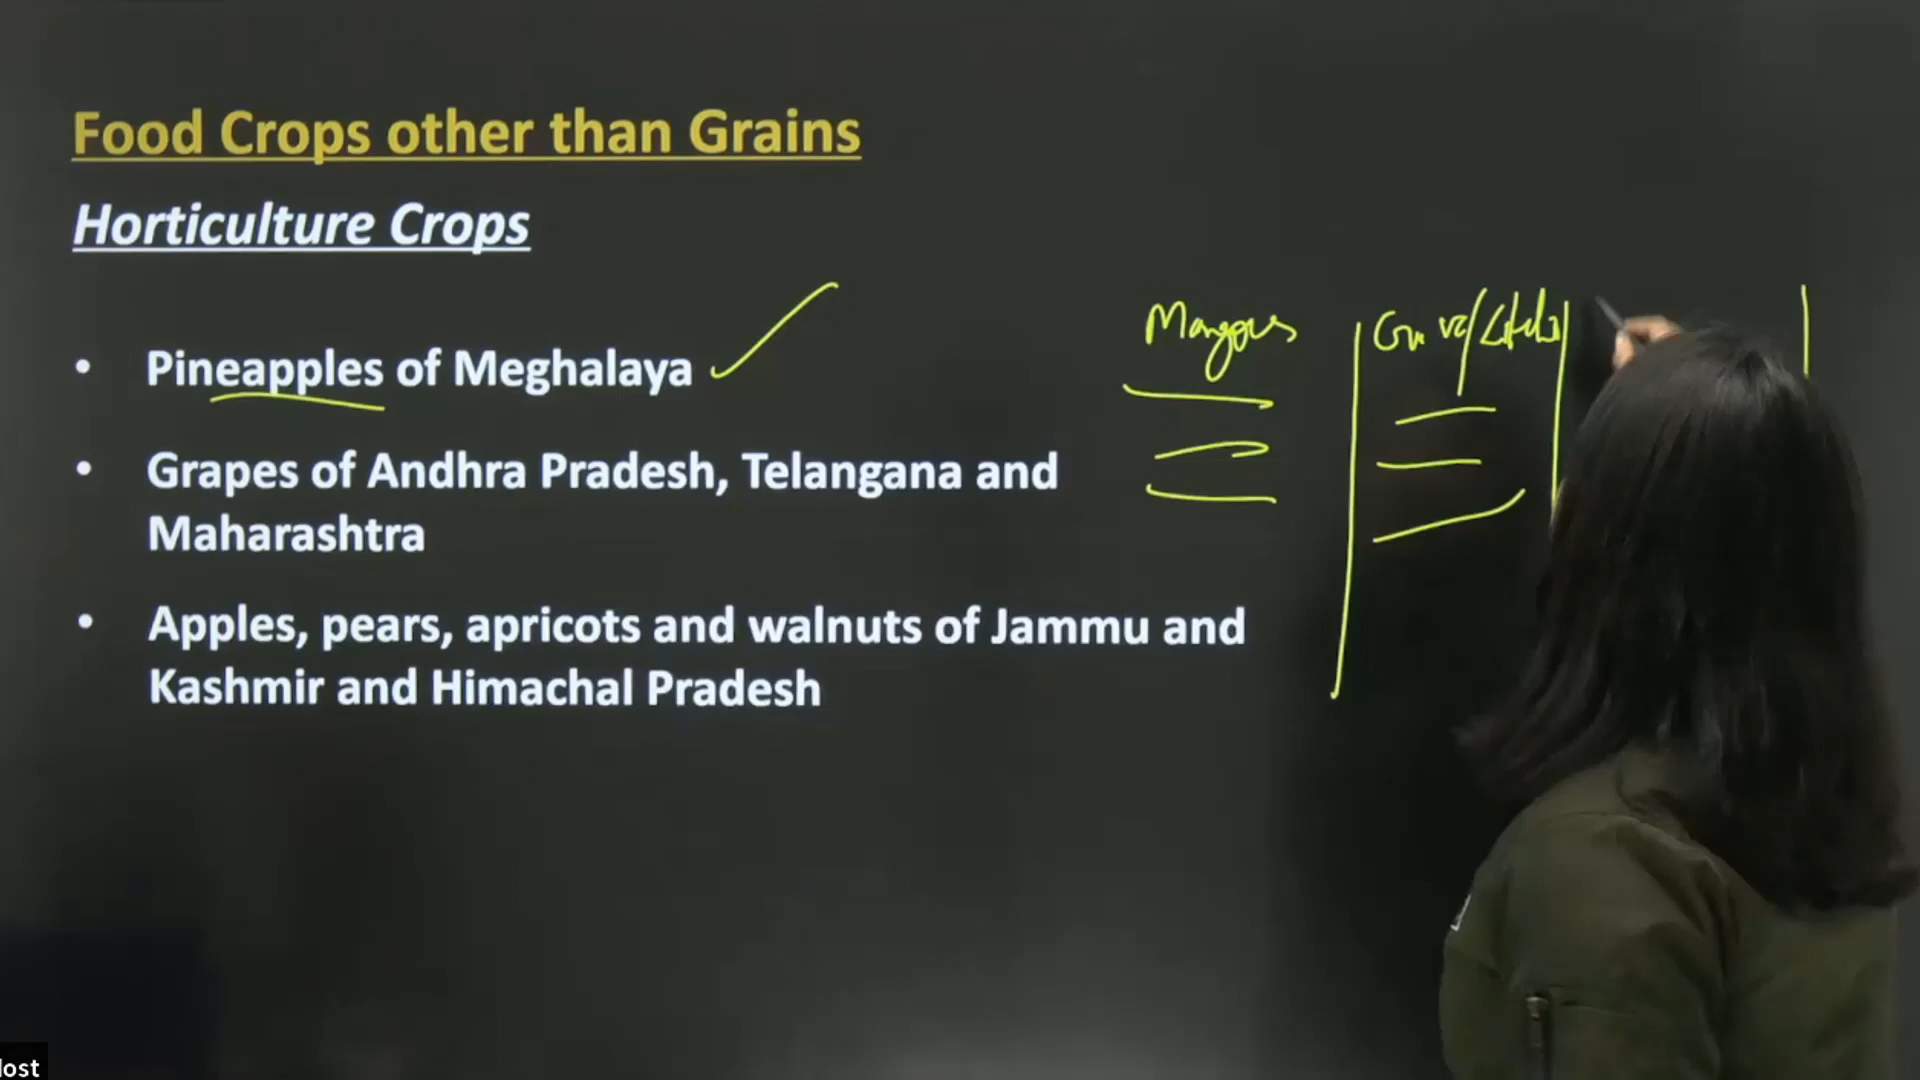 Food Crops other than Grains
Horticulture Crops
• Pineapples of Meghalaya
• Grapes of Andhra Pradesh, Telangana and
Maharashtra
• Apples, pears, apricots and walnuts of Jammu and
Kashmir and Himachal Pradesh
Mangoes
lost